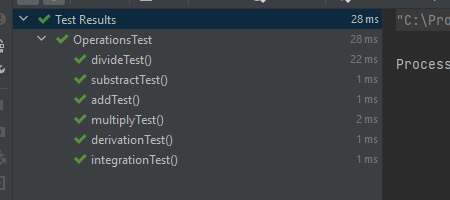 Test Results 28 ms "C:\Pro
OperationsTest 28 ms
divideTest() 22 ms Process
substractTest() 1 ms
addTest() 1 ms
multiplyTest() 2 ms
derivationTest() 1 ms
integrationTest() 1 ms